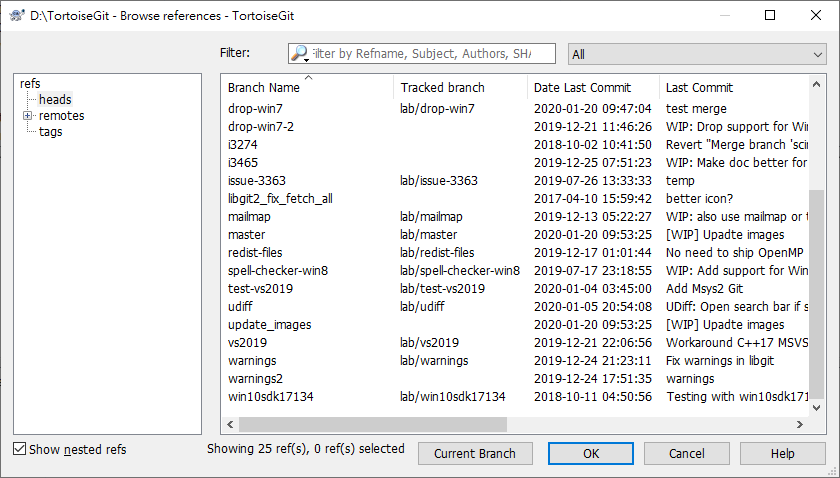 D:\TortoiseGit - Browse references - TortoiseGit
Filter: Filter by Refname, Subject, Authors, SHA All
refs
heads
remotes
tags
Branch Name Tracked branch Date Last Commit Last Commit
drop-win7 lab/drop-win7 2020-01-20 09:47:04 test merge
drop-win7-2 2019-12-21 11:46:26 WIP: Drop support for Win
i3274 2018-10-02 10:41:50 Revert "Merge branch 'scin
i3465 2019-12-25 07:51:23 WIP: Make doc better for
issue-3363 lab/issue-3363 2019-07-26 13:33:33 temp
libgit2_fix_fetch_all 2017-04-10 15:59:42 better icon?
mailmap lab/mailmap 2019-12-13 05:22:27 WIP: also use mailmap or t
master lab/master 2020-01-20 09:53:25 [WIP] Upadte images
redist-files lab/redist-files 2019-12-17 01:01:44 No need to ship OpenMP
spell-checker-win8 lab/spell-checker-win8 2019-07-17 23:18:55 WIP: Add support for Win
test-vs2019 lab/test-vs2019 2020-01-04 03:45:00 Add Msys2 Git
udiff lab/udiff 2020-01-05 20:54:08 UDiff: Open search bar if s
update_images 2020-01-20 09:53:25 [WIP] Upadte images
vs2019 lab/vs2019 2019-12-21 22:06:56 Workaround C++17 MSVS
warnings lab/warnings 2019-12-24 21:23:11 Fix warnings in libgit
warnings2 2019-12-24 17:51:35 warnings
win10sdk17134 lab/win10sdk17134 2018-10-11 04:50:56 Testing with win10sdk1713
Show nested refs Showing 25 ref(s), 0 ref(s) selected Current Branch OK Cancel Help